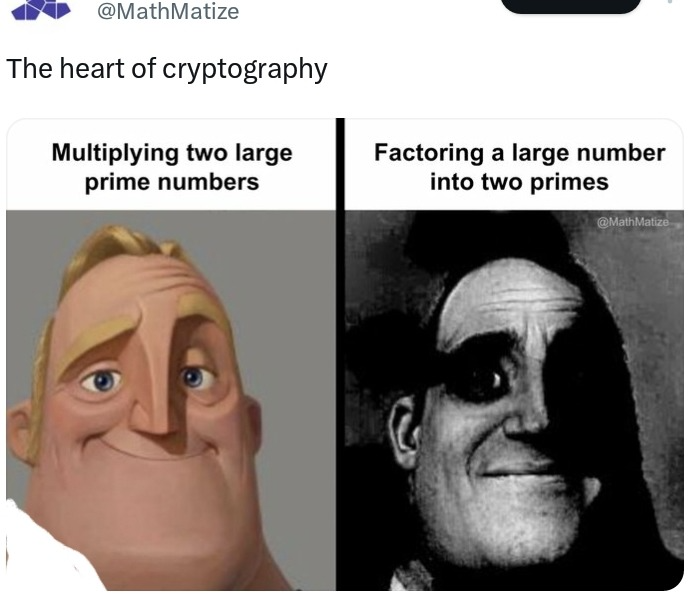 @MathMatize
The heart of cryptography
Multiplying two large
prime numbers
Factoring a large number
into two primes
@MathMatize